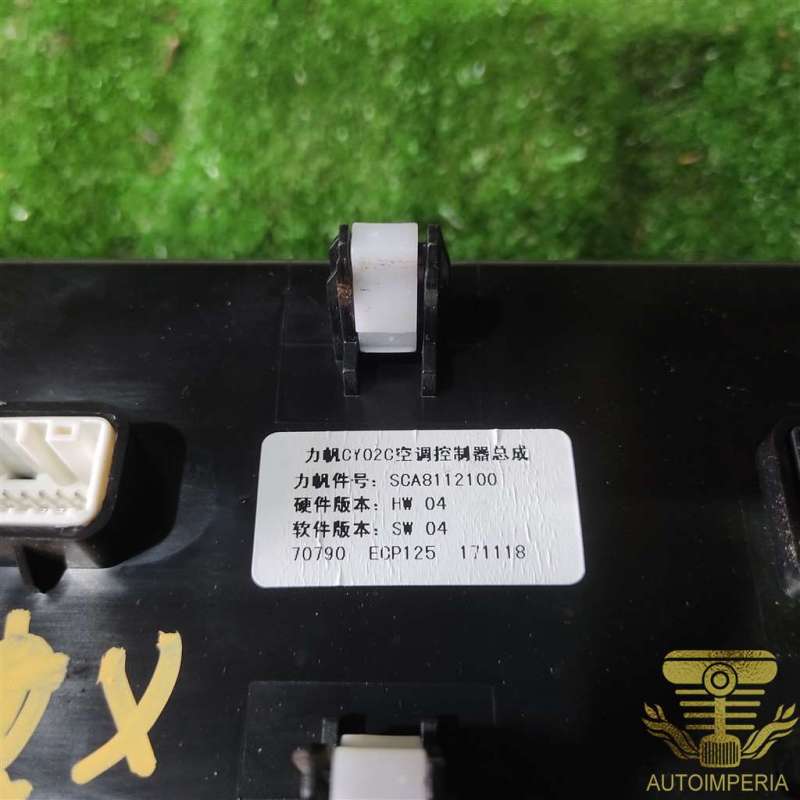 力帆CY02C空调控制器总成
力帆件号: SCA8112100
硬件版本: HW 04
软件版本: SW 04
70790 ECP125 171118
AUTOIMPERIA